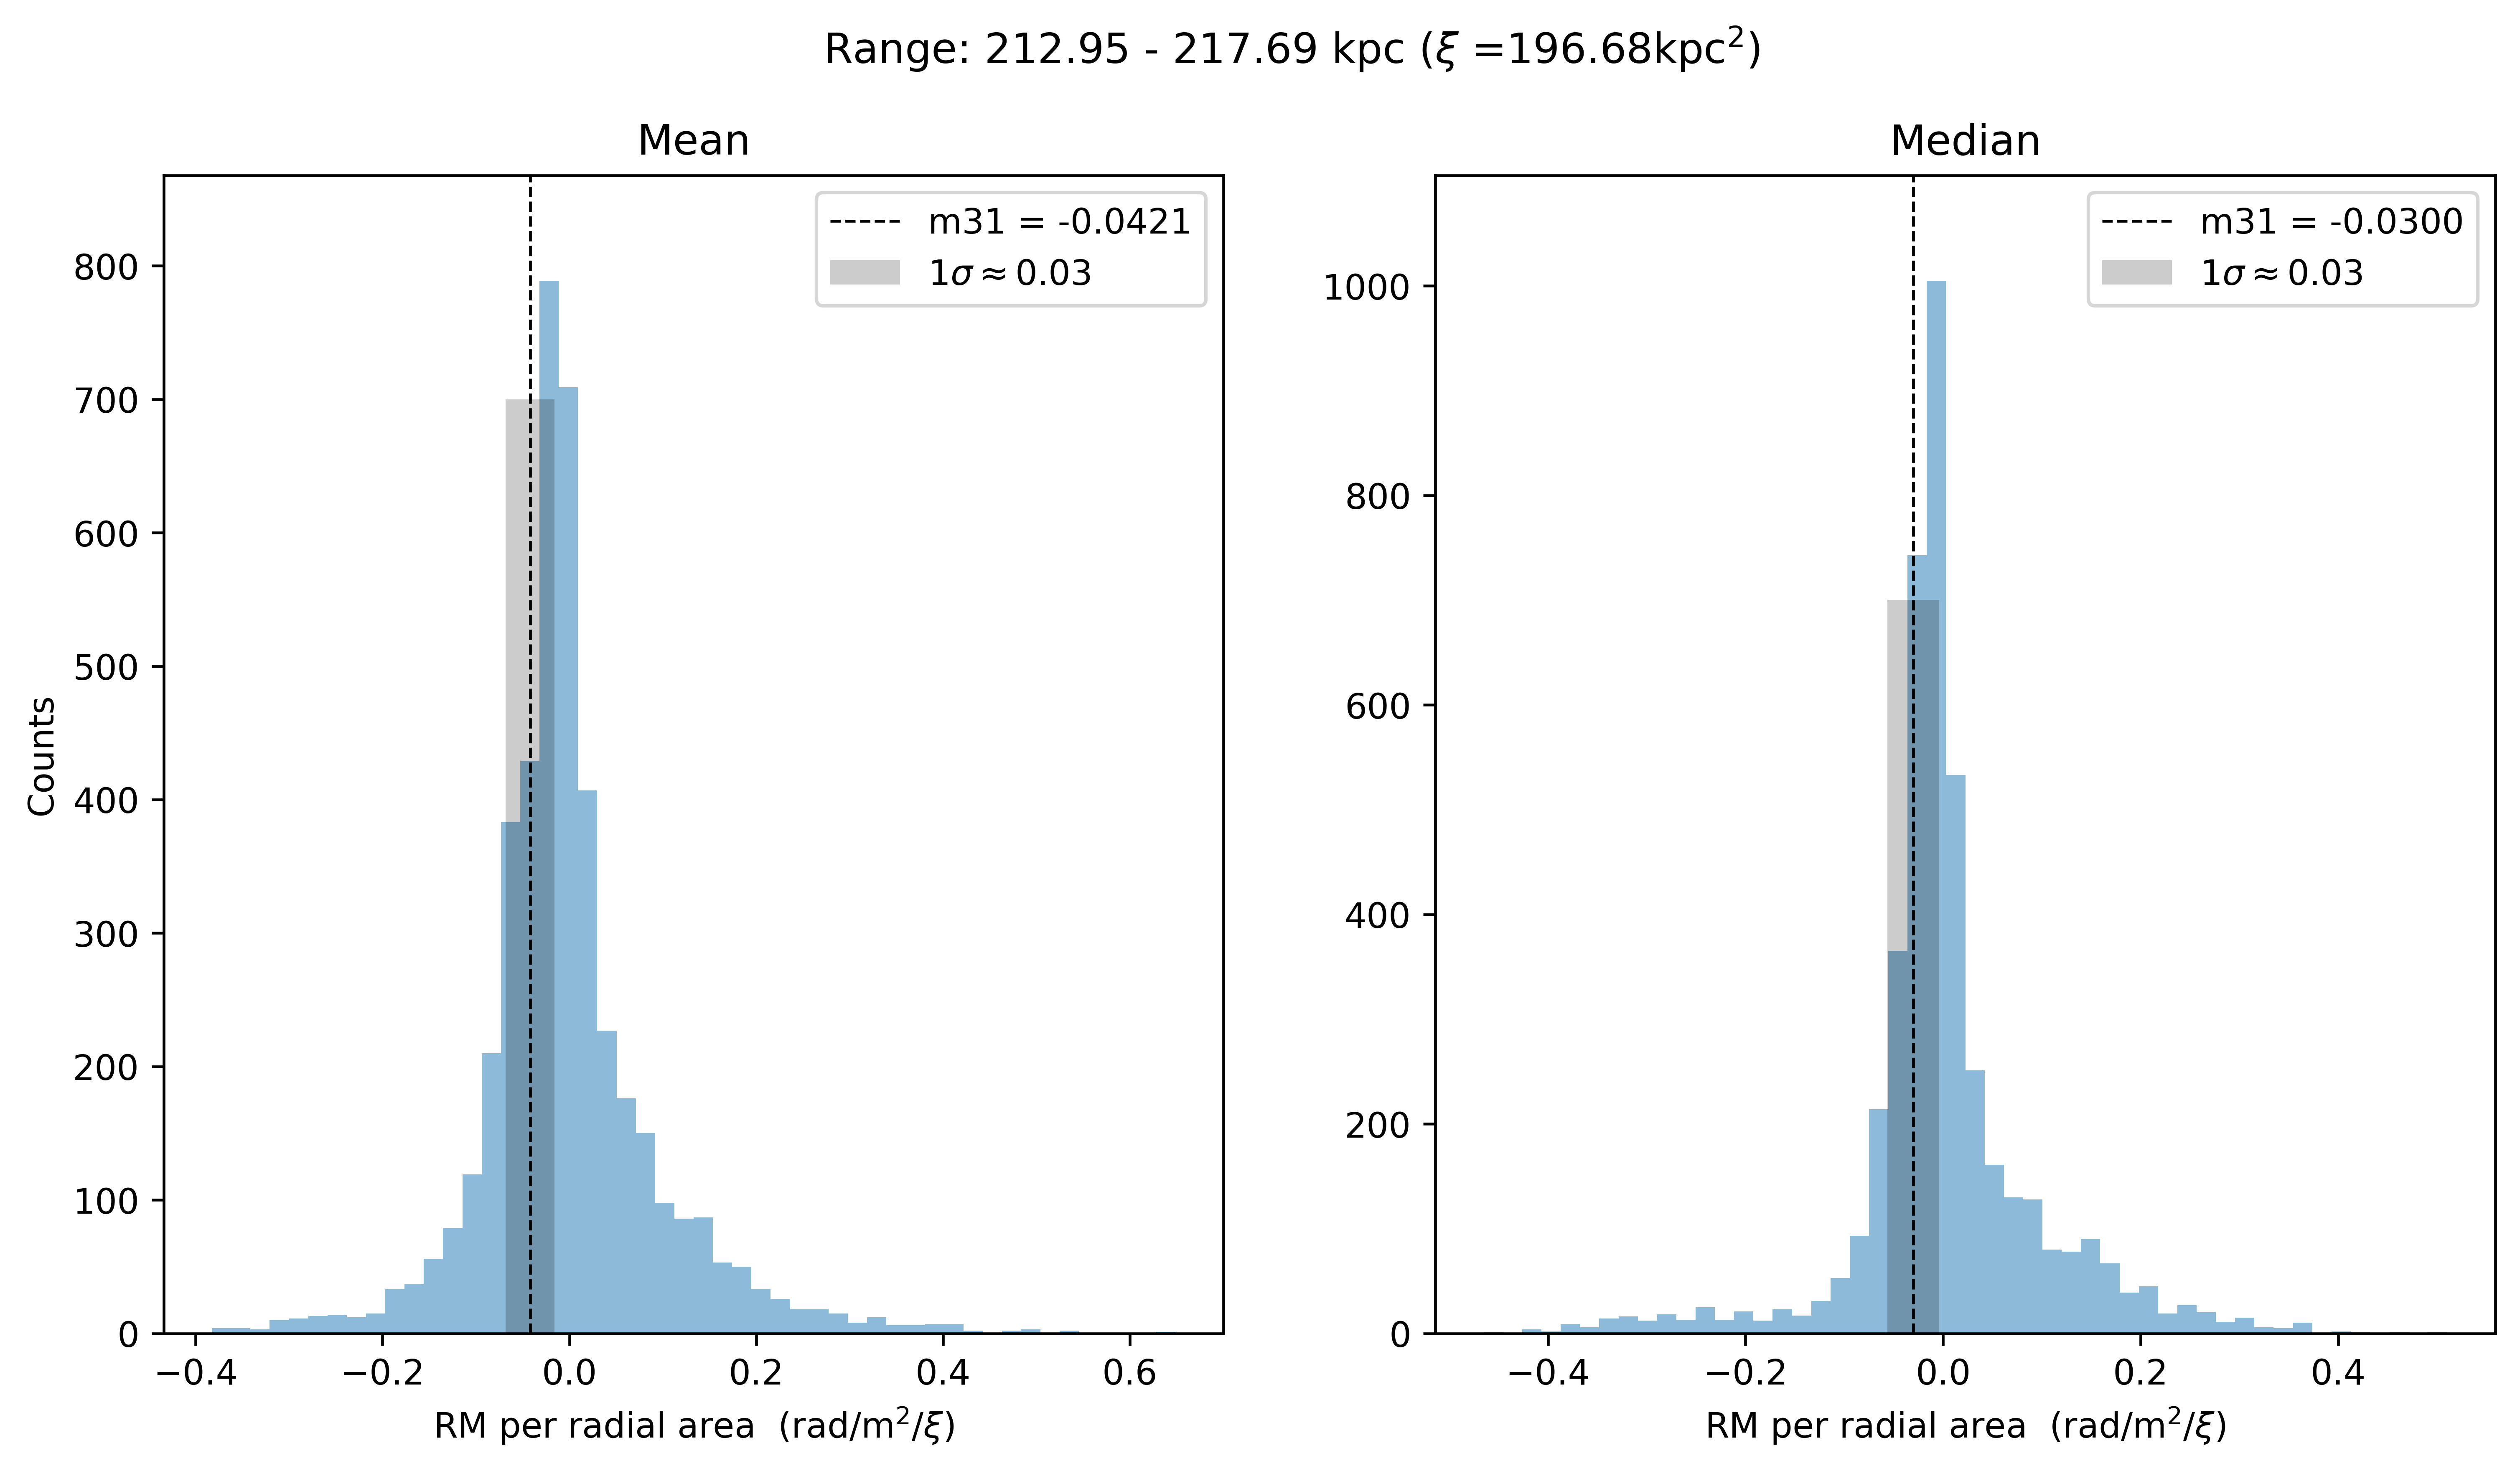 Range: 212.95 - 217.69 kpc (ξ =196.68kpc²)
Mean
m31 = -0.0421
1σ ≈ 0.03
800
700
600
500
400
300
200
100
0
Counts
−0.4 −0.2 0.0 0.2 0.4 0.6
RM per radial area (rad/m²/ξ)
Median
m31 = -0.0300
1σ ≈ 0.03
1000
800
600
400
200
0
−0.4 −0.2 0.0 0.2 0.4
RM per radial area (rad/m²/ξ)